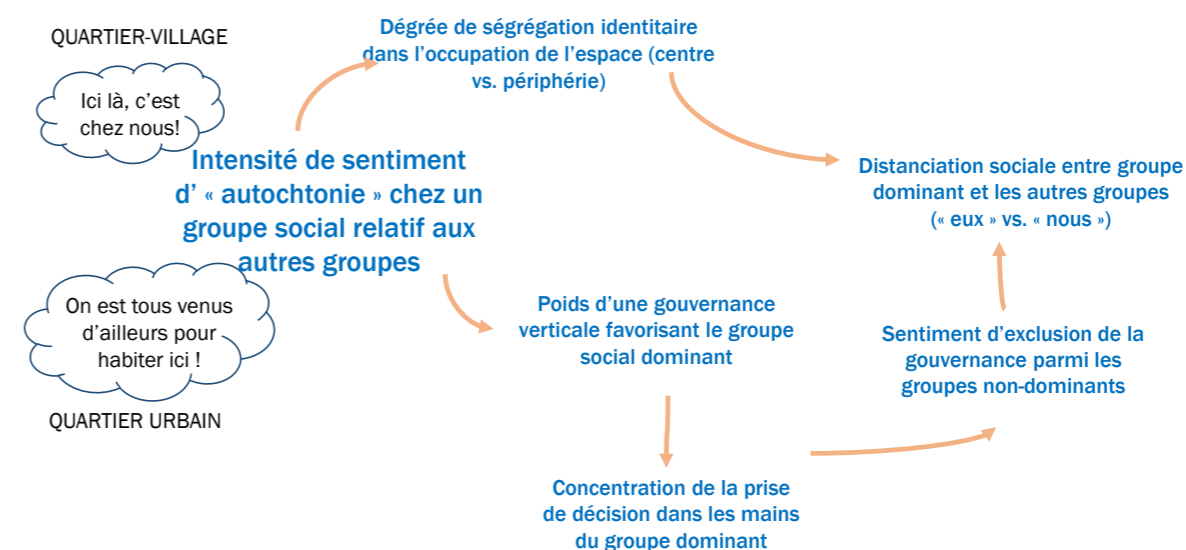 QUARTIER-VILLAGE
Ici là, c’est
chez nous!
Dégrée de ségrégation identitaire
dans l’occupation de l’espace (centre
vs. périphérie)
Intensité de sentiment
d’ « autochtonie » chez un
groupe social relatif aux
autres groupes
Distanciation sociale entre groupe
dominant et les autres groupes
(« eux » vs. « nous »)
On est tous venus
d’ailleurs pour
habiter ici !
QUARTIER URBAIN
Poids d’une gouvernance
verticale favorisant le groupe
social dominant
Sentiment d’exclusion de la
gouvernance parmi les
groupes non-dominants
Concentration de la prise
de décision dans les mains
du groupe dominant